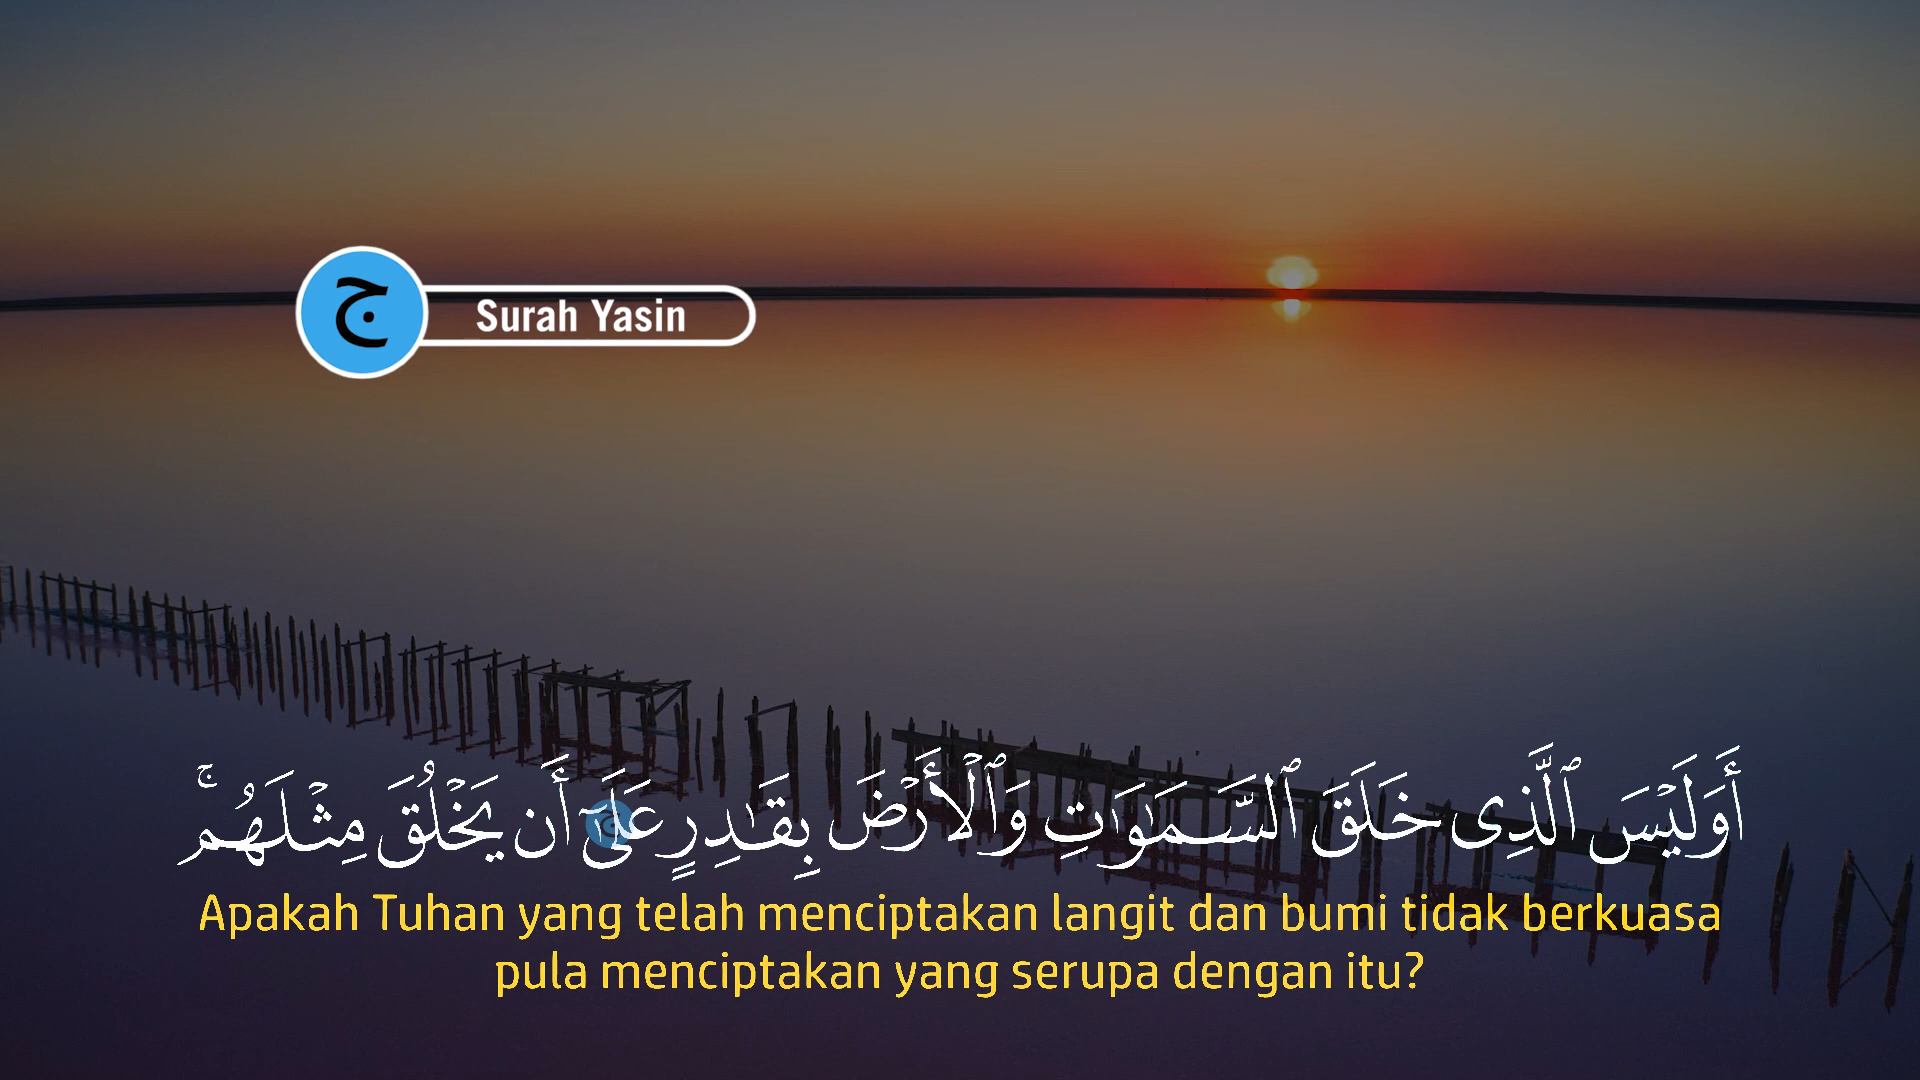 ج
Surah Yasin
أَوَلَيْسَ ٱلَّذِى خَلَقَ ٱلسَّمَـٰوَٰتِ وَٱلْأَرْضَ بِقَـٰدِرٍ عَلَىٰٓ أَن يَخْلُقَ مِثْلَهُم ۚ
Apakah Tuhan yang telah menciptakan langit dan bumi tidak berkuasa
pula menciptakan yang serupa dengan itu?